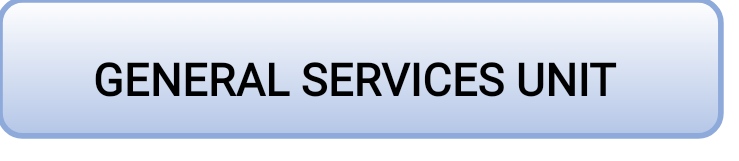 GENERAL SERVICES UNIT